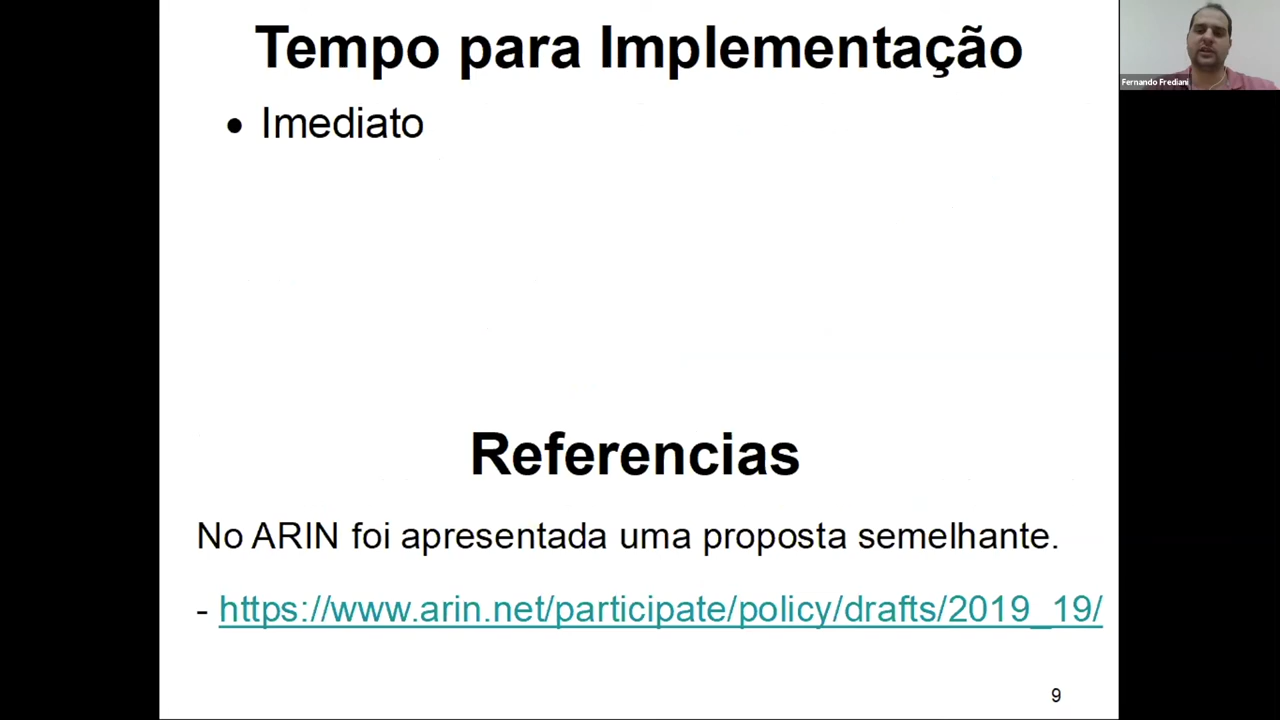 Tempo para Implementação
• Imediato
Fernando Frediani
Referencias
No ARIN foi apresentada uma proposta semelhante.
- https://www.arin.net/participate/policy/drafts/2019_19/
9